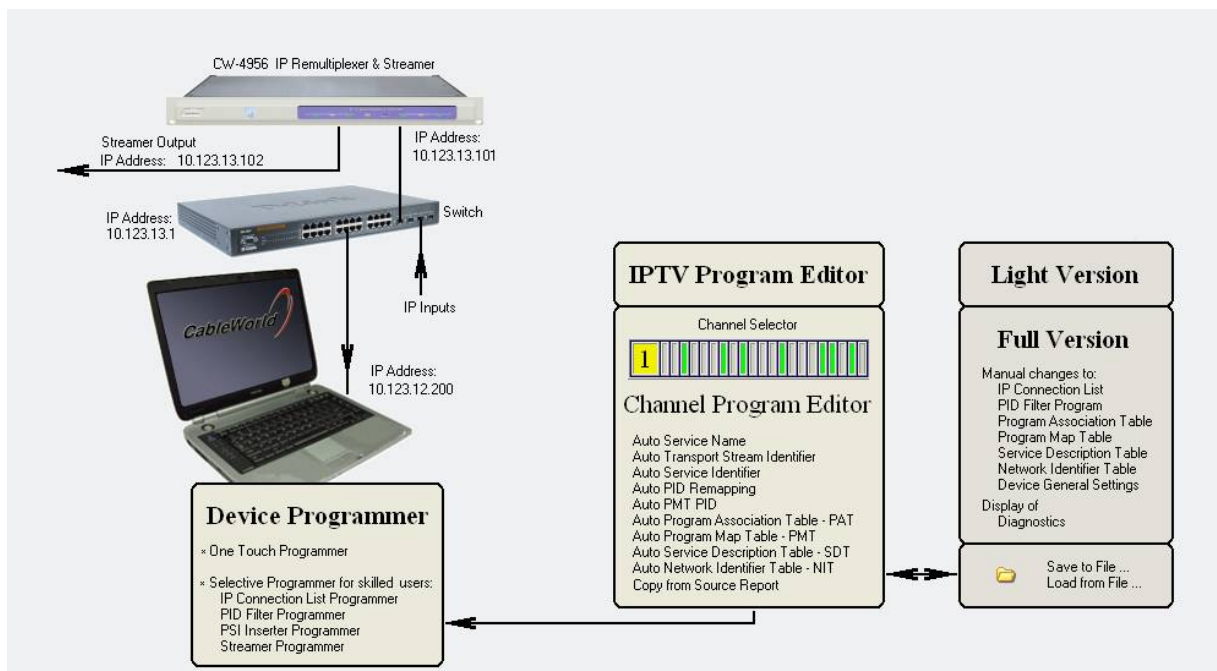 CW-4956 IP Remultiplexer & Streamer
Streamer Output
IP Address: 10.123.13.102
IP Address:
10.123.13.101
IP Address:
10.123.13.1
Switch
IP Inputs
CableWorld
IP Address:
10.123.12.200
Device Programmer
× One Touch Programmer
× Selective Programmer for skilled users:
IP Connection List Programmer
PID Filter Programmer
PSI Inserter Programmer
Streamer Programmer
IPTV Program Editor
Channel Selector
1
Channel Program Editor
Auto Service Name
Auto Transport Stream Identifier
Auto Service Identifier
Auto PID Remapping
Auto PMT PID
Auto Program Association Table - PAT
Auto Program Map Table - PMT
Auto Service Description Table - SDT
Auto Network Identifier Table - NIT
Copy from Source Report
Light Version
Full Version
Manual changes to:
IP Connection List
PID Filter Program
Program Association Table
Program Map Table
Service Description Table
Network Identifier Table
Device General Settings
Display of
Diagnostics
Save to File ...
Load from File ...